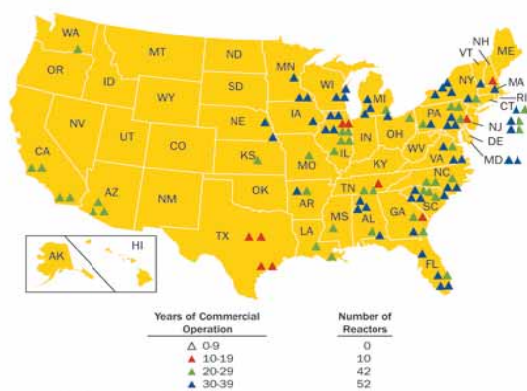 NH
WA
VT
ME
MT
ND
MN
OR
ID
SD
WI
NY
MA
WY
MI
RI
CT
IA
PA
NE
NV
NJ
OH
IN
IL
DE
UT
CO
WV
VA
MD
CA
KS
MO
KY
NC
TN
OK
AZ
NM
AR
SC
MS
AL
GA
TX
LA
HI
AK
FL
Years of Commercial Operation
Number of Reactors
0-9 0
10-19 10
20-29 42
30-39 52